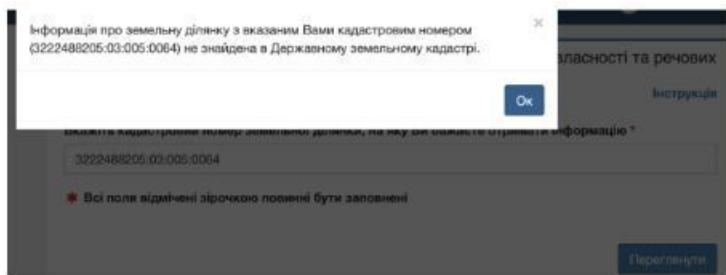 Інформація про земельну ділянку з вказаним Вами кадастровим номером
(3222488205:03:005:0064) не знайдена в Державному земельному кадастрі.
×
власності та речових
Ок
Інструкція
Вкажіть кадастровий номер земельної ділянки, на яку Ви бажаєте отримати інформацію *
3222488205:03:005:0064
* Всі поля відмічені зірочкою повинні бути заповнені
Переглянути